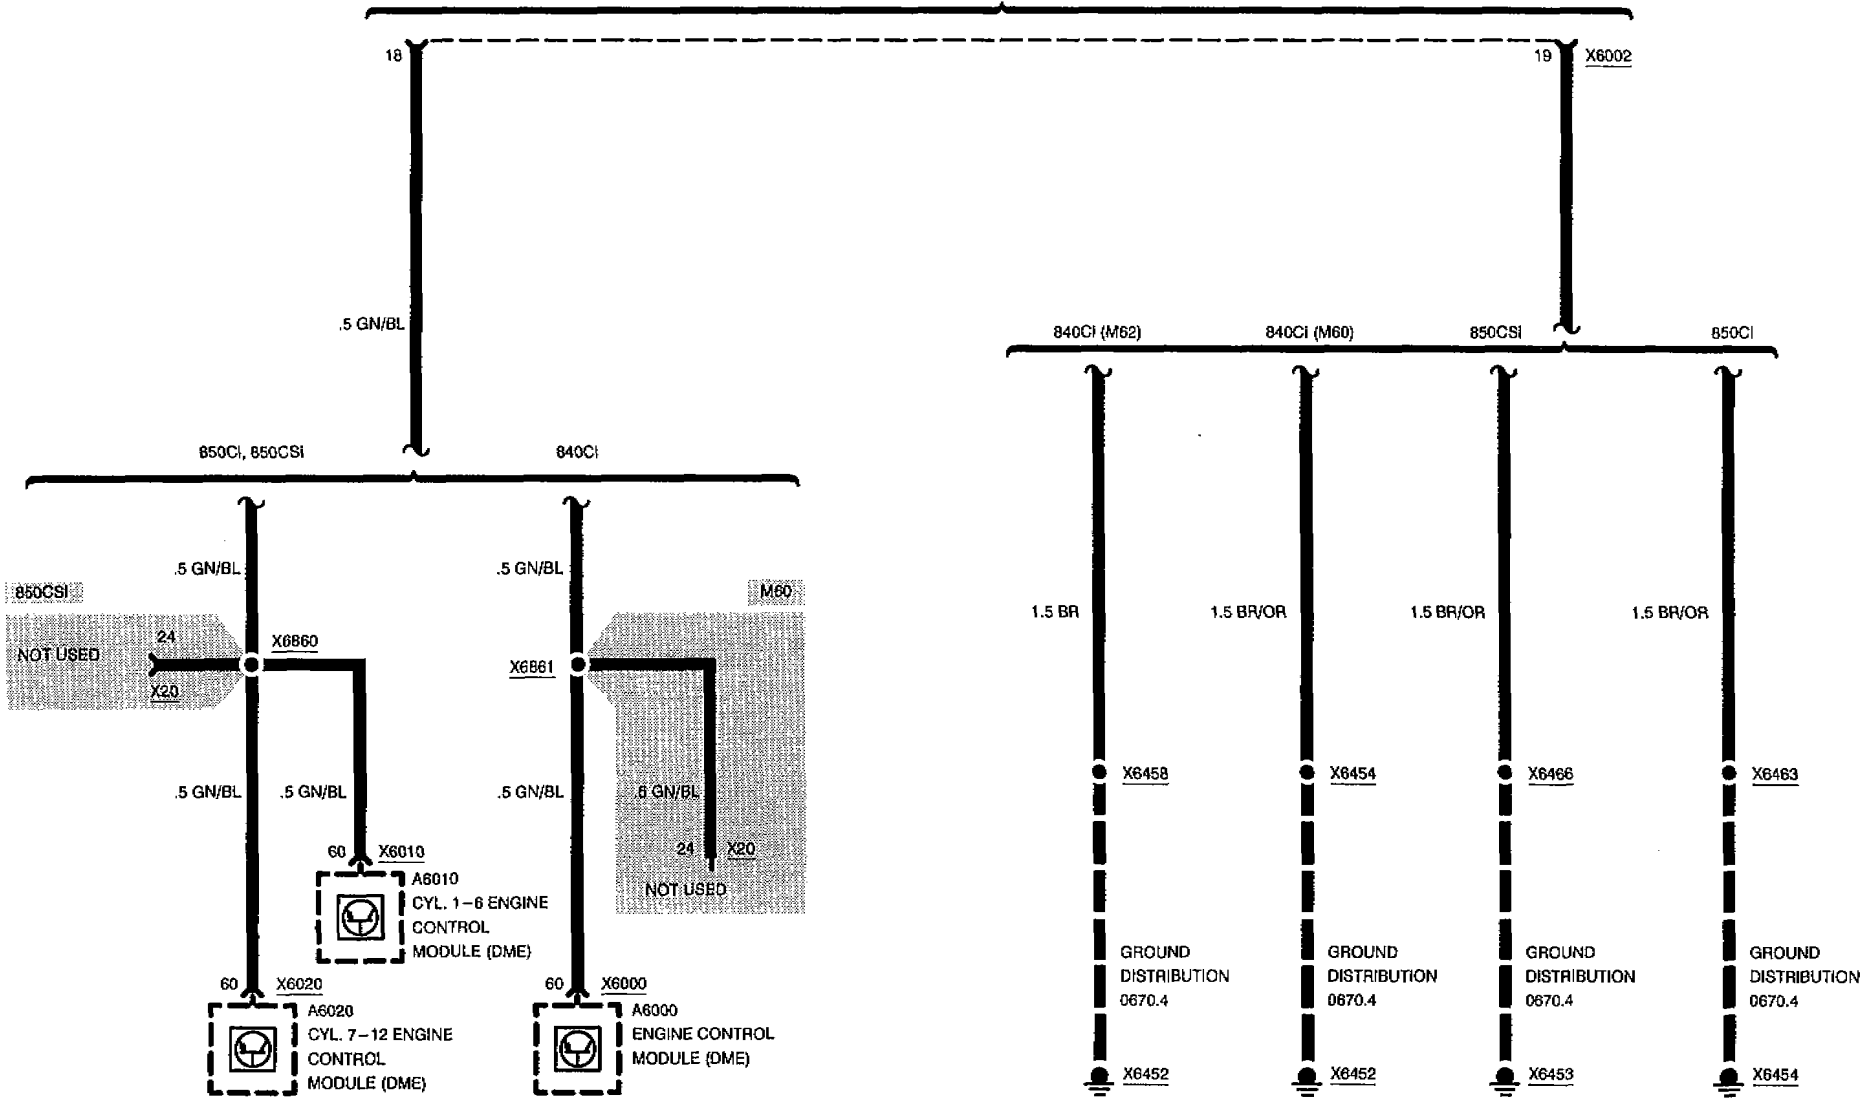 18
19
X6002
.5 GN/BL
840CI (M62)
840CI (M60)
850CSI
850CI
850CI, 850CSI
840CI
.5 GN/BL
.5 GN/BL
850CSI
M60
1.5 BR
1.5 BR/OR
1.5 BR/OR
1.5 BR/OR
24
X6860
NOT USED
X6861
X20
X6458
X6454
X6466
X6463
.5 GN/BL
.5 GN/BL
.5 GN/BL
.5 GN/BL
60
X6010
24
X20
A6010
NOT USED
CYL. 1–6 ENGINE
CONTROL
MODULE (DME)
GROUND
DISTRIBUTION
0670.4
GROUND
DISTRIBUTION
0670.4
GROUND
DISTRIBUTION
0670.4
GROUND
DISTRIBUTION
0670.4
60
X6020
60
X6000
A6020
CYL. 7–12 ENGINE
CONTROL
MODULE (DME)
A6000
ENGINE CONTROL
MODULE (DME)
X6452
X6452
X6453
X6454